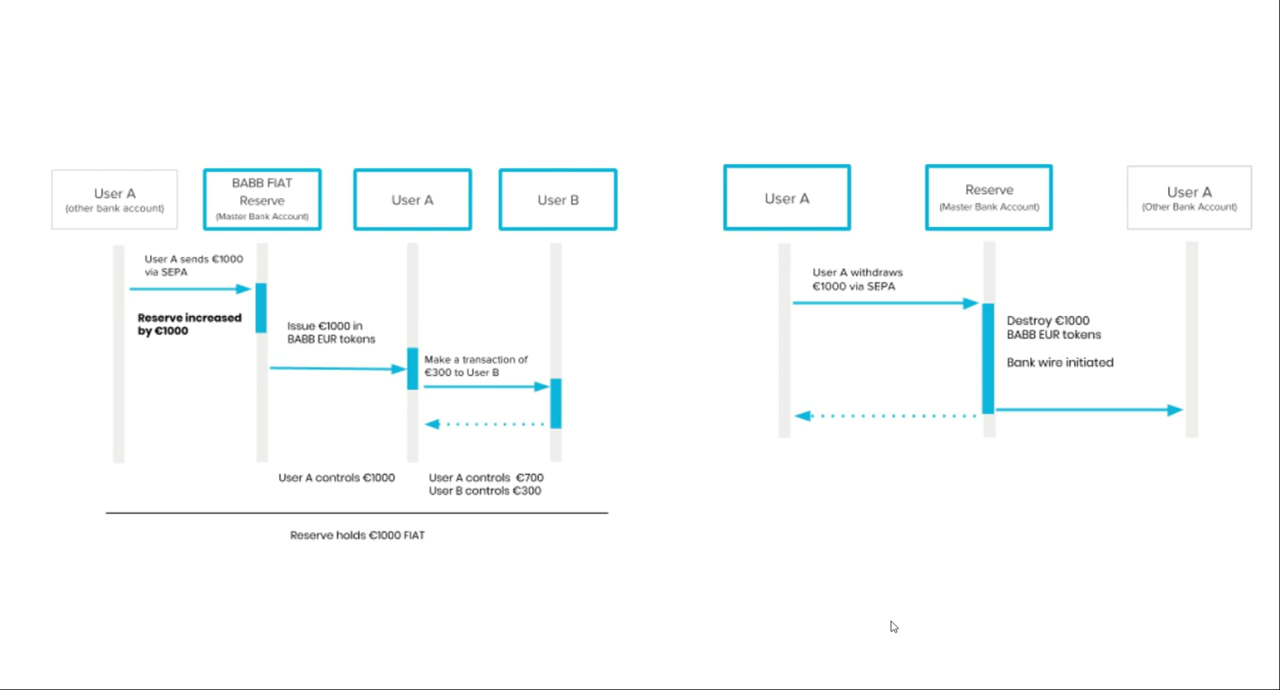 User A
(other bank account)
BABB FIAT
Reserve
(Master Bank Account)
User A
User B
User A sends €1000
via SEPA
Reserve increased
by €1000
Issue €1000 in
BABB EUR tokens
Make a transaction of
€300 to User B
User A controls €1000
User A controls €700
User B controls €300
Reserve holds €1000 FIAT
User A
Reserve
(Master Bank Account)
User A
(Other Bank Account)
User A withdraws
€1000 via SEPA
Destroy €1000
BABB EUR tokens
Bank wire initiated